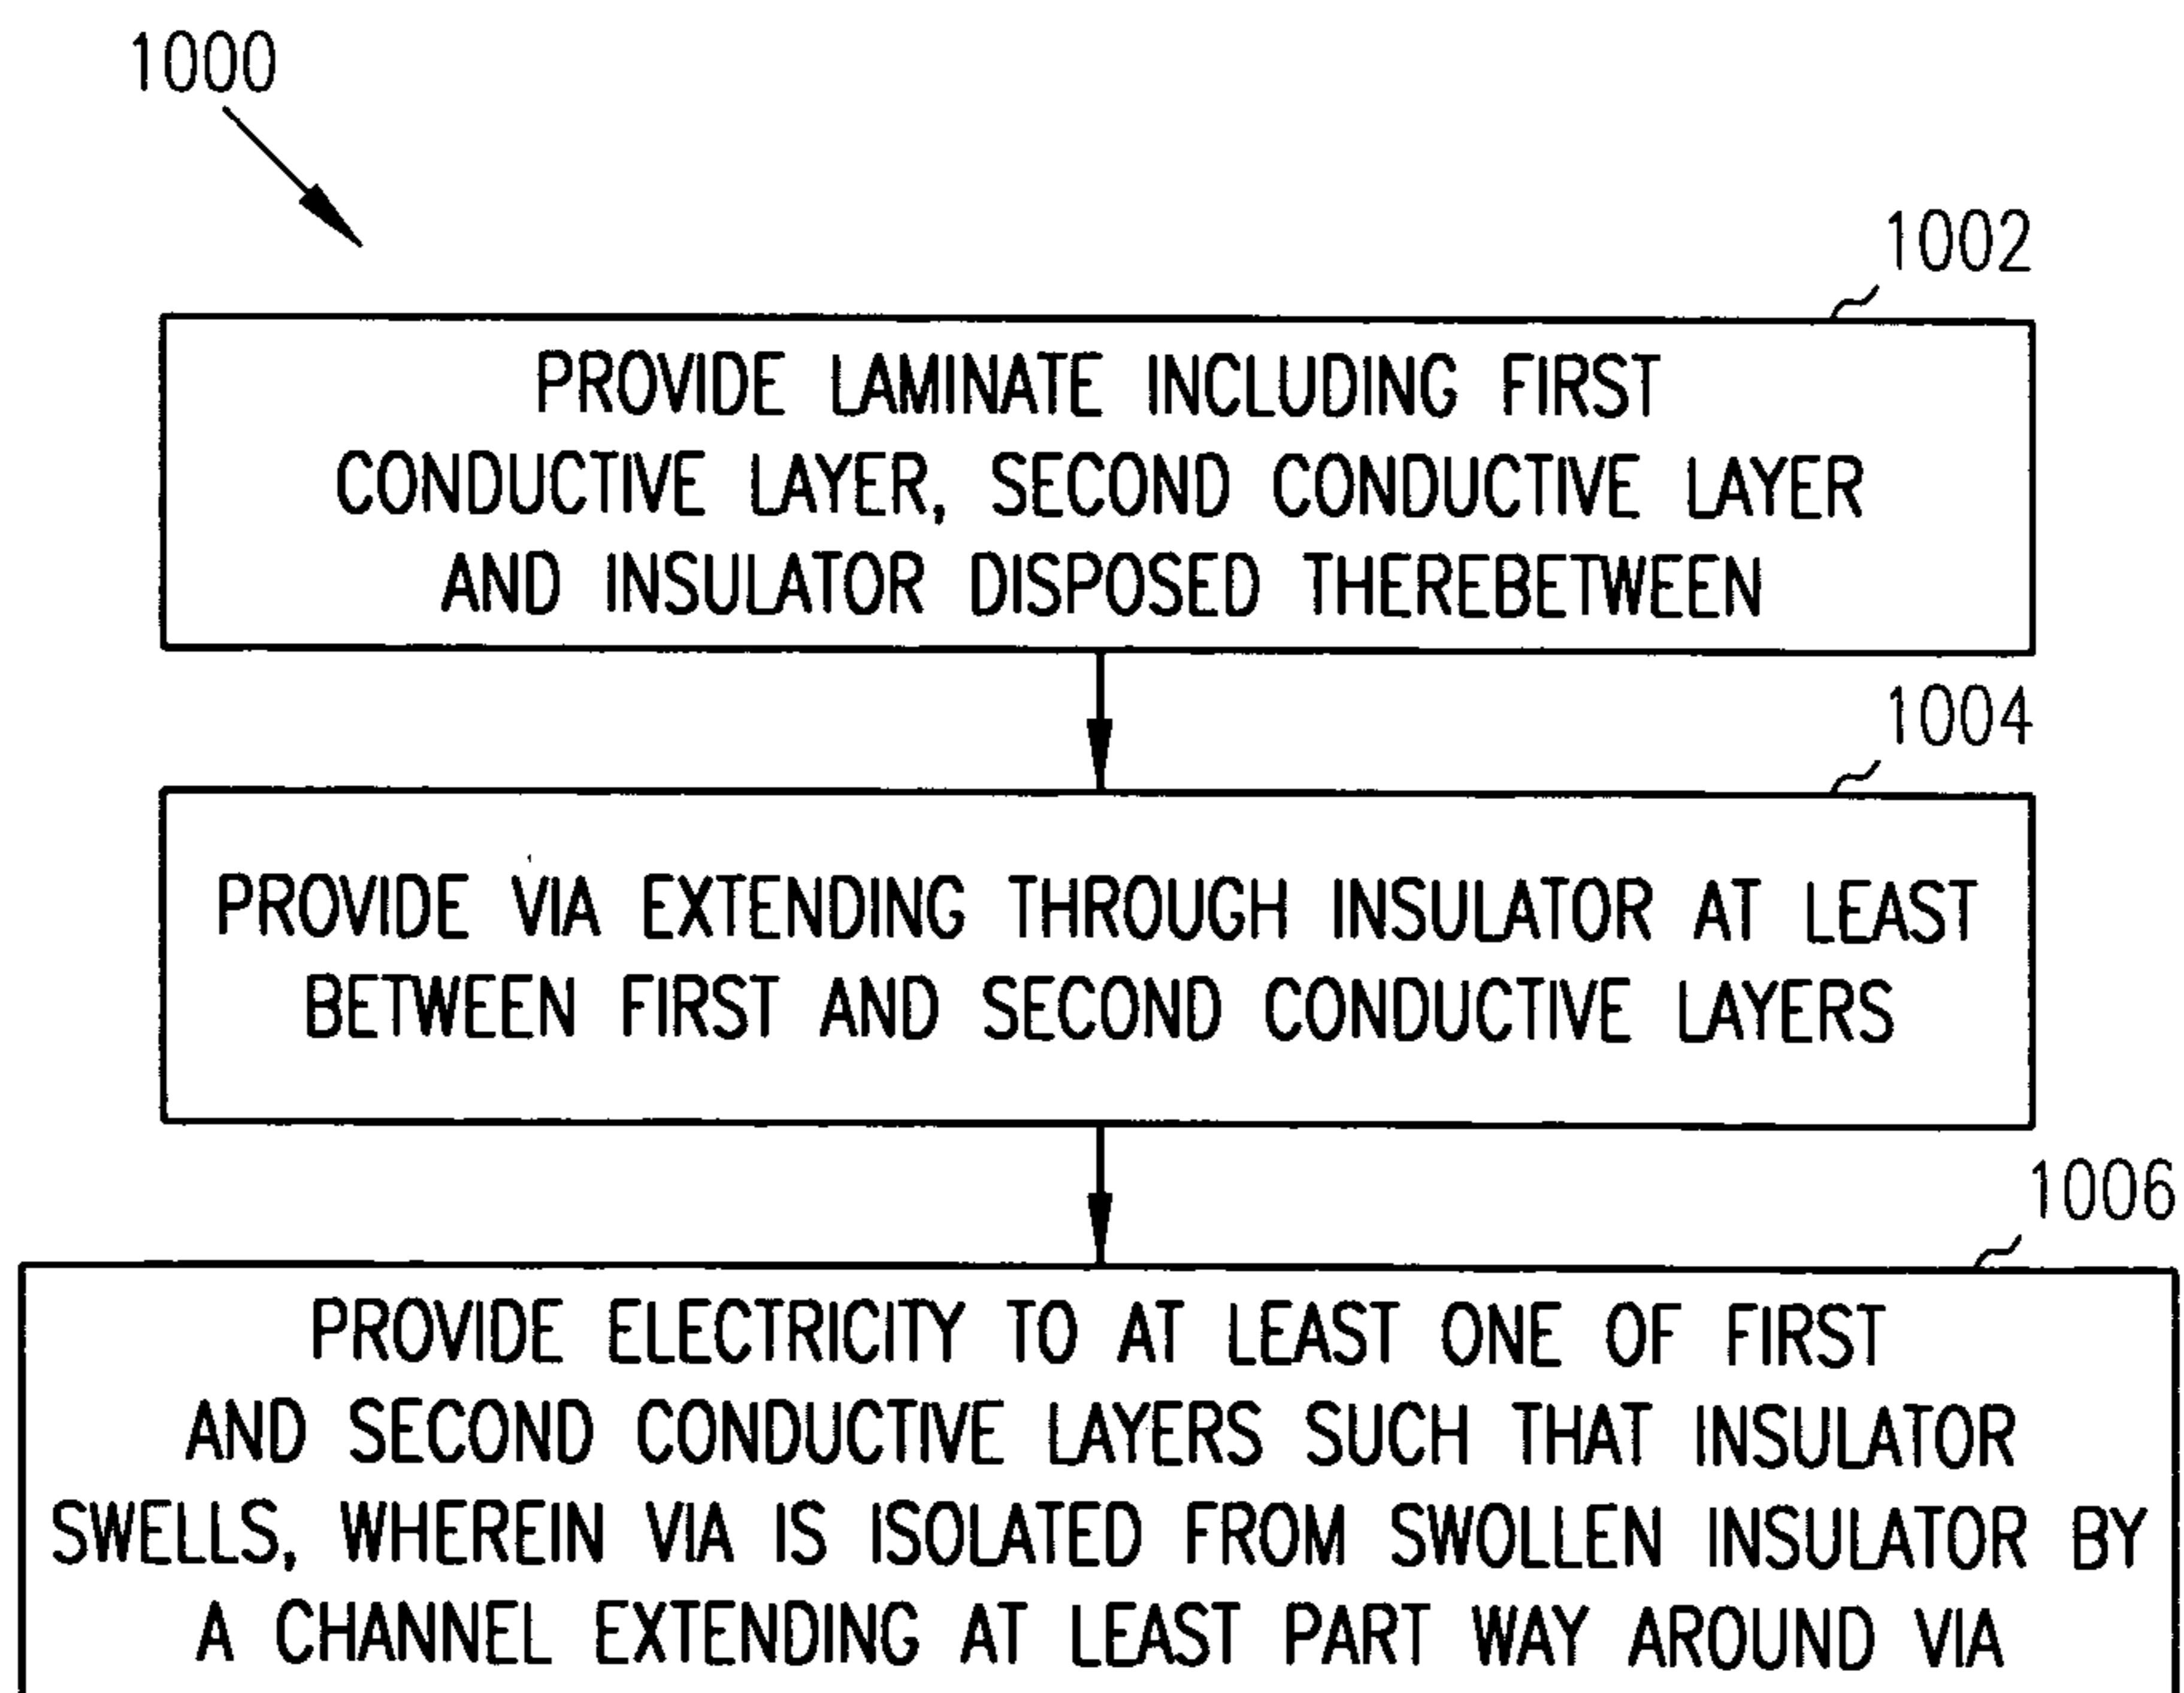 1000
1002
PROVIDE LAMINATE INCLUDING FIRST
CONDUCTIVE LAYER, SECOND CONDUCTIVE LAYER
AND INSULATOR DISPOSED THEREBETWEEN
1004
PROVIDE VIA EXTENDING THROUGH INSULATOR AT LEAST
BETWEEN FIRST AND SECOND CONDUCTIVE LAYERS
1006
PROVIDE ELECTRICITY TO AT LEAST ONE OF FIRST
AND SECOND CONDUCTIVE LAYERS SUCH THAT INSULATOR
SWELLS, WHEREIN VIA IS ISOLATED FROM SWOLLEN INSULATOR BY
A CHANNEL EXTENDING AT LEAST PART WAY AROUND VIA